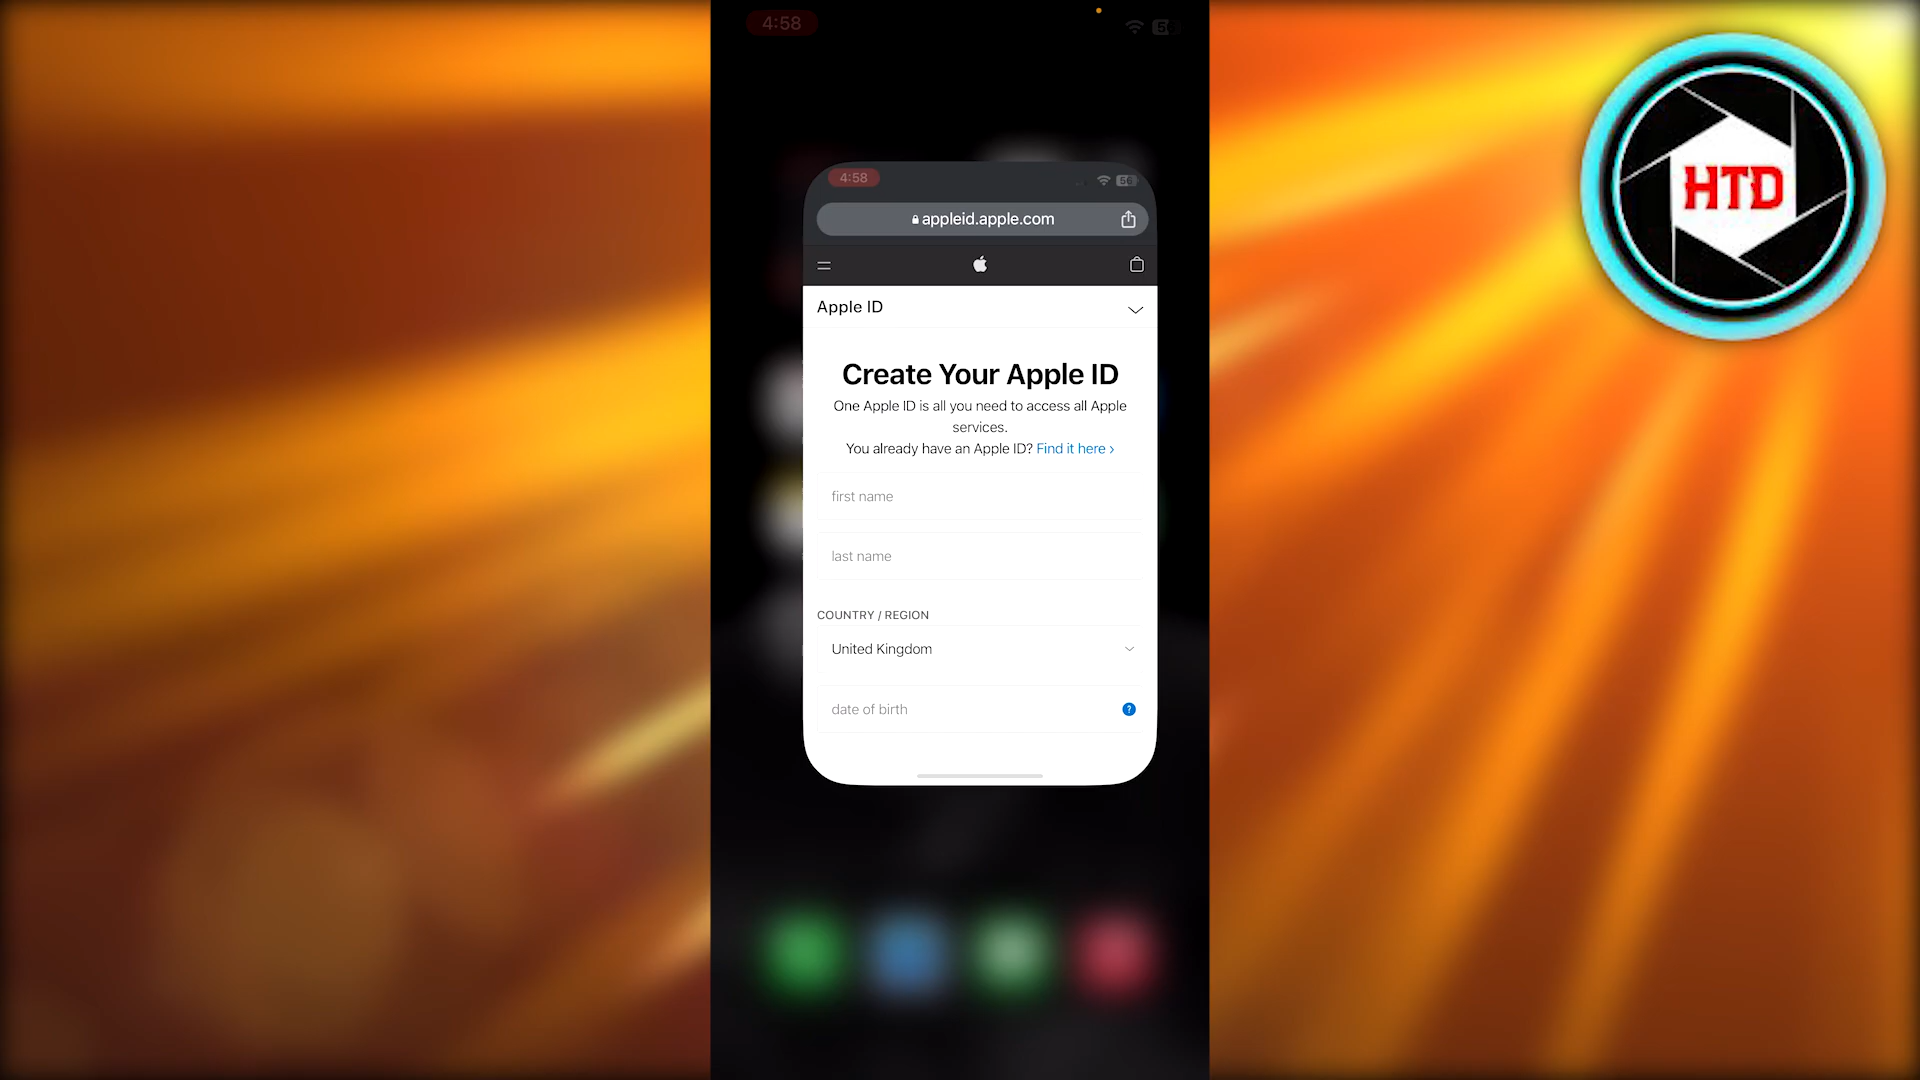 4:58
HTD
4:58
56
appleid.apple.com
Apple ID
Create Your Apple ID
One Apple ID is all you need to access all Apple
services.
You already have an Apple ID? Find it here ›
first name
last name
COUNTRY / REGION
United Kingdom
date of birth
?